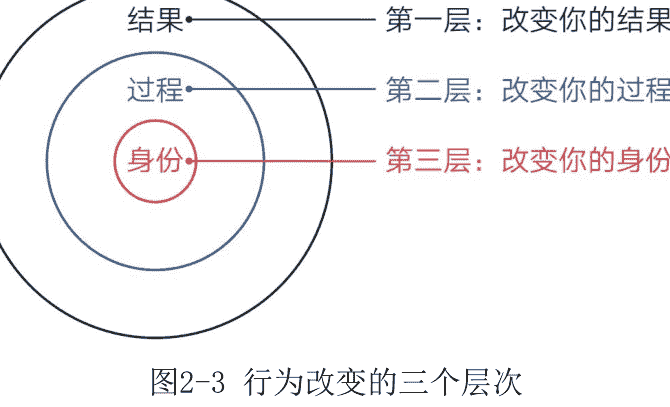 结果 第一层：改变你的结果
过程 第二层：改变你的过程
身份 第三层：改变你的身份
图2-3 行为改变的三个层次